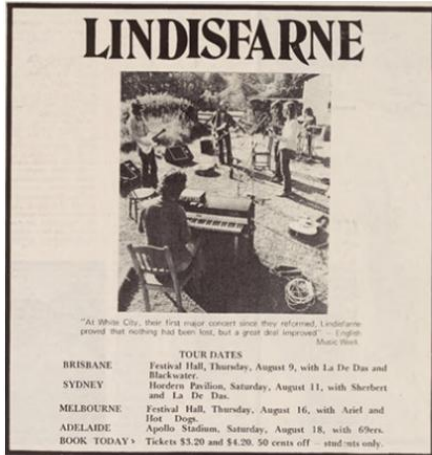 LINDISFARNE
"At White City, their first major concert since they reformed, Lindisfarne
proved that nothing had been lost, but a great deal improved" — English
Music Week.
TOUR DATES
BRISBANE Festival Hall, Thursday, August 9, with La De Das and
Blackwater.
SYDNEY Hordern Pavilion, Saturday, August 11, with Sherbert
and La De Das.
MELBOURNE Festival Hall, Thursday, August 16, with Ariel and
Hot Dogs.
ADELAIDE Apollo Stadium, Saturday, August 18, with 69ers.
BOOK TODAY Tickets $3.20 and $4.20. 50 cents off — students only.